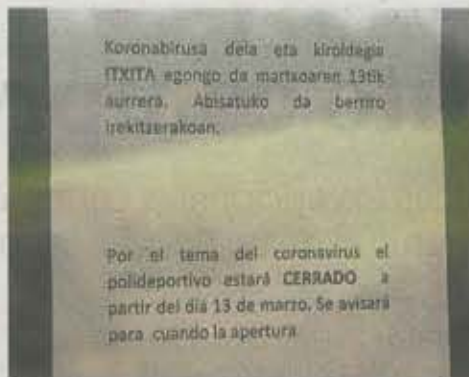 Koronabirusa dela eta kiroldegia
ITXITA egongo da martxoaren 13tik
aurrera. Abisatuko da berriro
irekitzerakoan.
Por el tema del coronavirus el
polideportivo estará CERRADO a
partir del día 13 de marzo. Se avisará
para cuando la apertura